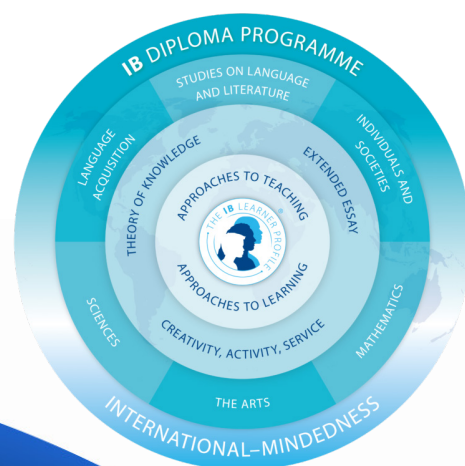 IB DIPLOMA PROGRAMME
STUDIES ON LANGUAGE
AND LITERATURE
LANGUAGE
ACQUISITION
INDIVIDUALS AND
SOCIETIES
THEORY OF KNOWLEDGE
EXTENDED ESSAY
APPROACHES TO TEACHING
THE IB LEARNER PROFILE
APPROACHES TO LEARNING
CREATIVITY, ACTIVITY, SERVICE
SCIENCES
MATHEMATICS
THE ARTS
INTERNATIONAL–MINDEDNESS